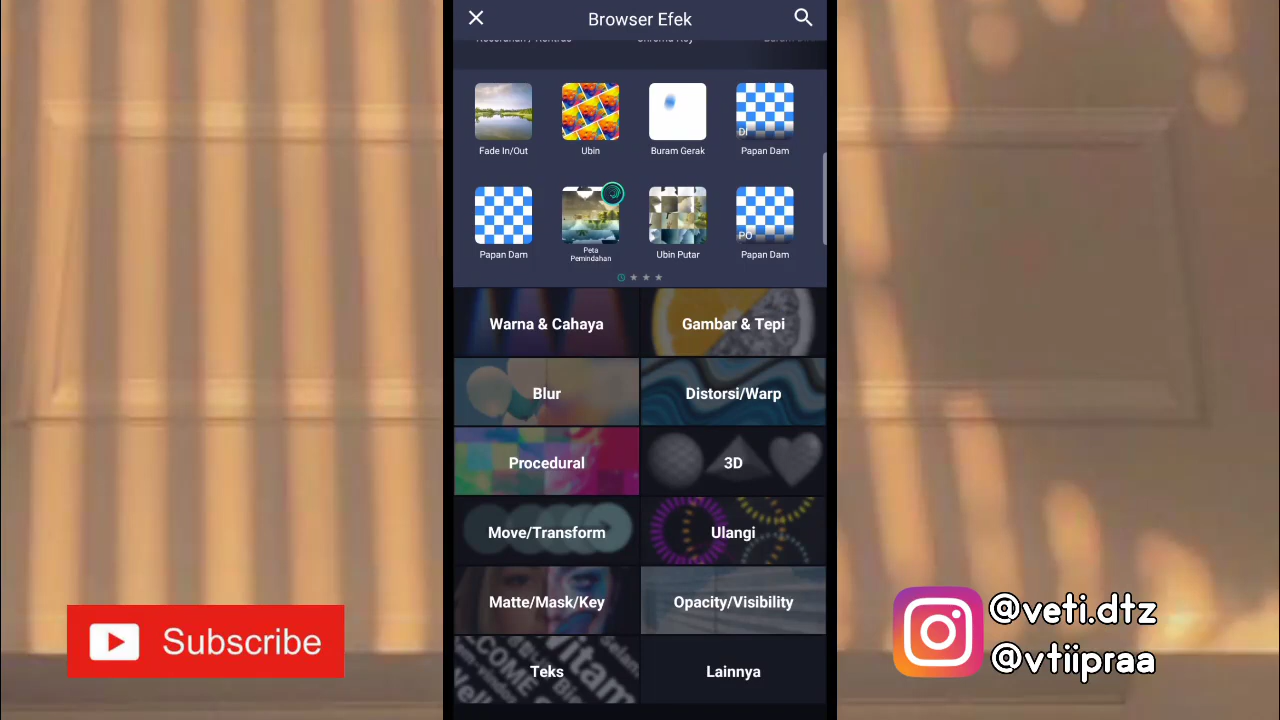 Browser Efek
Fade In/Out
Ubin
Buram Gerak
DI
Papan Dam
Papan Dam
Peta
Pemindahan
Ubin Putar
PO
Papan Dam
Warna & Cahaya
Gambar & Tepi
Blur
Distorsi/Warp
Procedural
3D
Move/Transform
Ulangi
Matte/Mask/Key
Opacity/Visibility
Teks
Lainnya
Subscribe
@veti.dtz
@vtiipraa